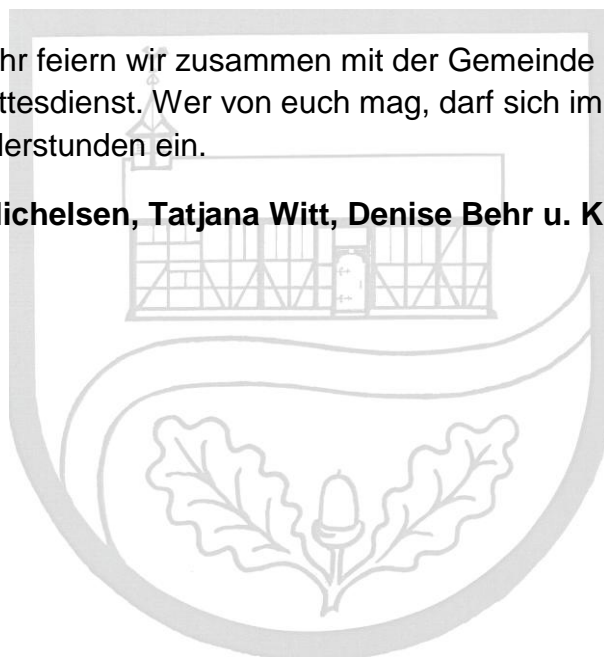 hr feiern wir zusammen mit der Gemeinde
ttesdienst. Wer von euch mag, darf sich im
derstunden ein.
lichelsen, Tatjana Witt, Denise Behr u. K